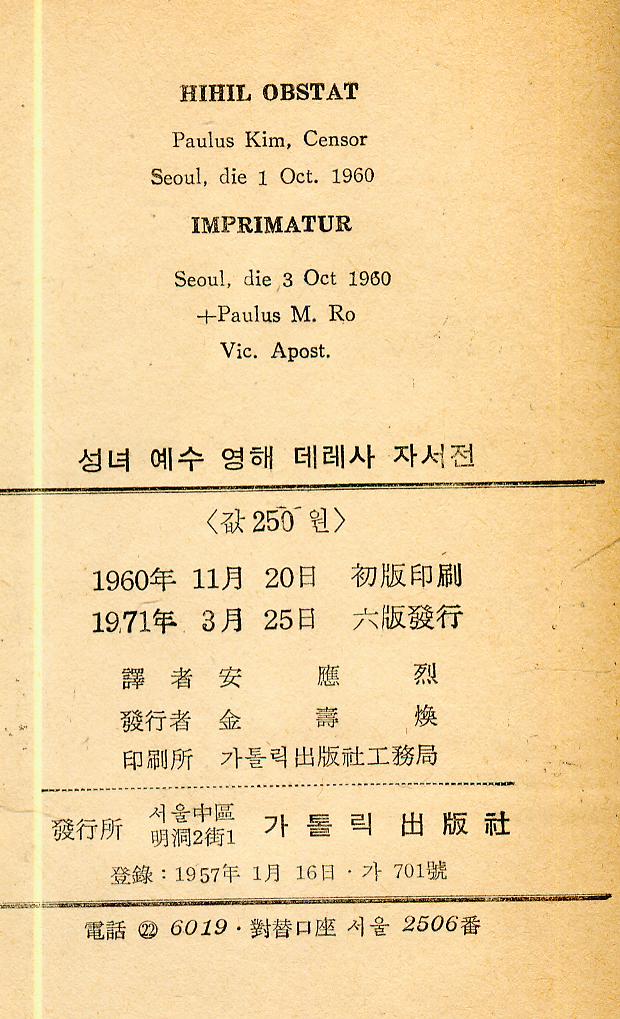 HIHIL OBSTAT
Paulus Kim, Censor
Seoul, die 1 Oct. 1960
IMPRIMATUR
Seoul, die 3 Oct 1960
+Paulus M. Ro
Vic. Apost.
성녀 예수 영해 데레사 자서전
〈값 250 원〉
1960年 11月 20日 初版印刷
1971年 3月 25日 六版發行
譯者 安應烈
發行者 金壽煥
印刷所 가톨릭出版社工務局
發行所 서울中區明洞2街1 가톨릭出版社
登錄：1957年 1月 16日·가 701號
電話 ㉒ 6019·對替口座 서울 2506番